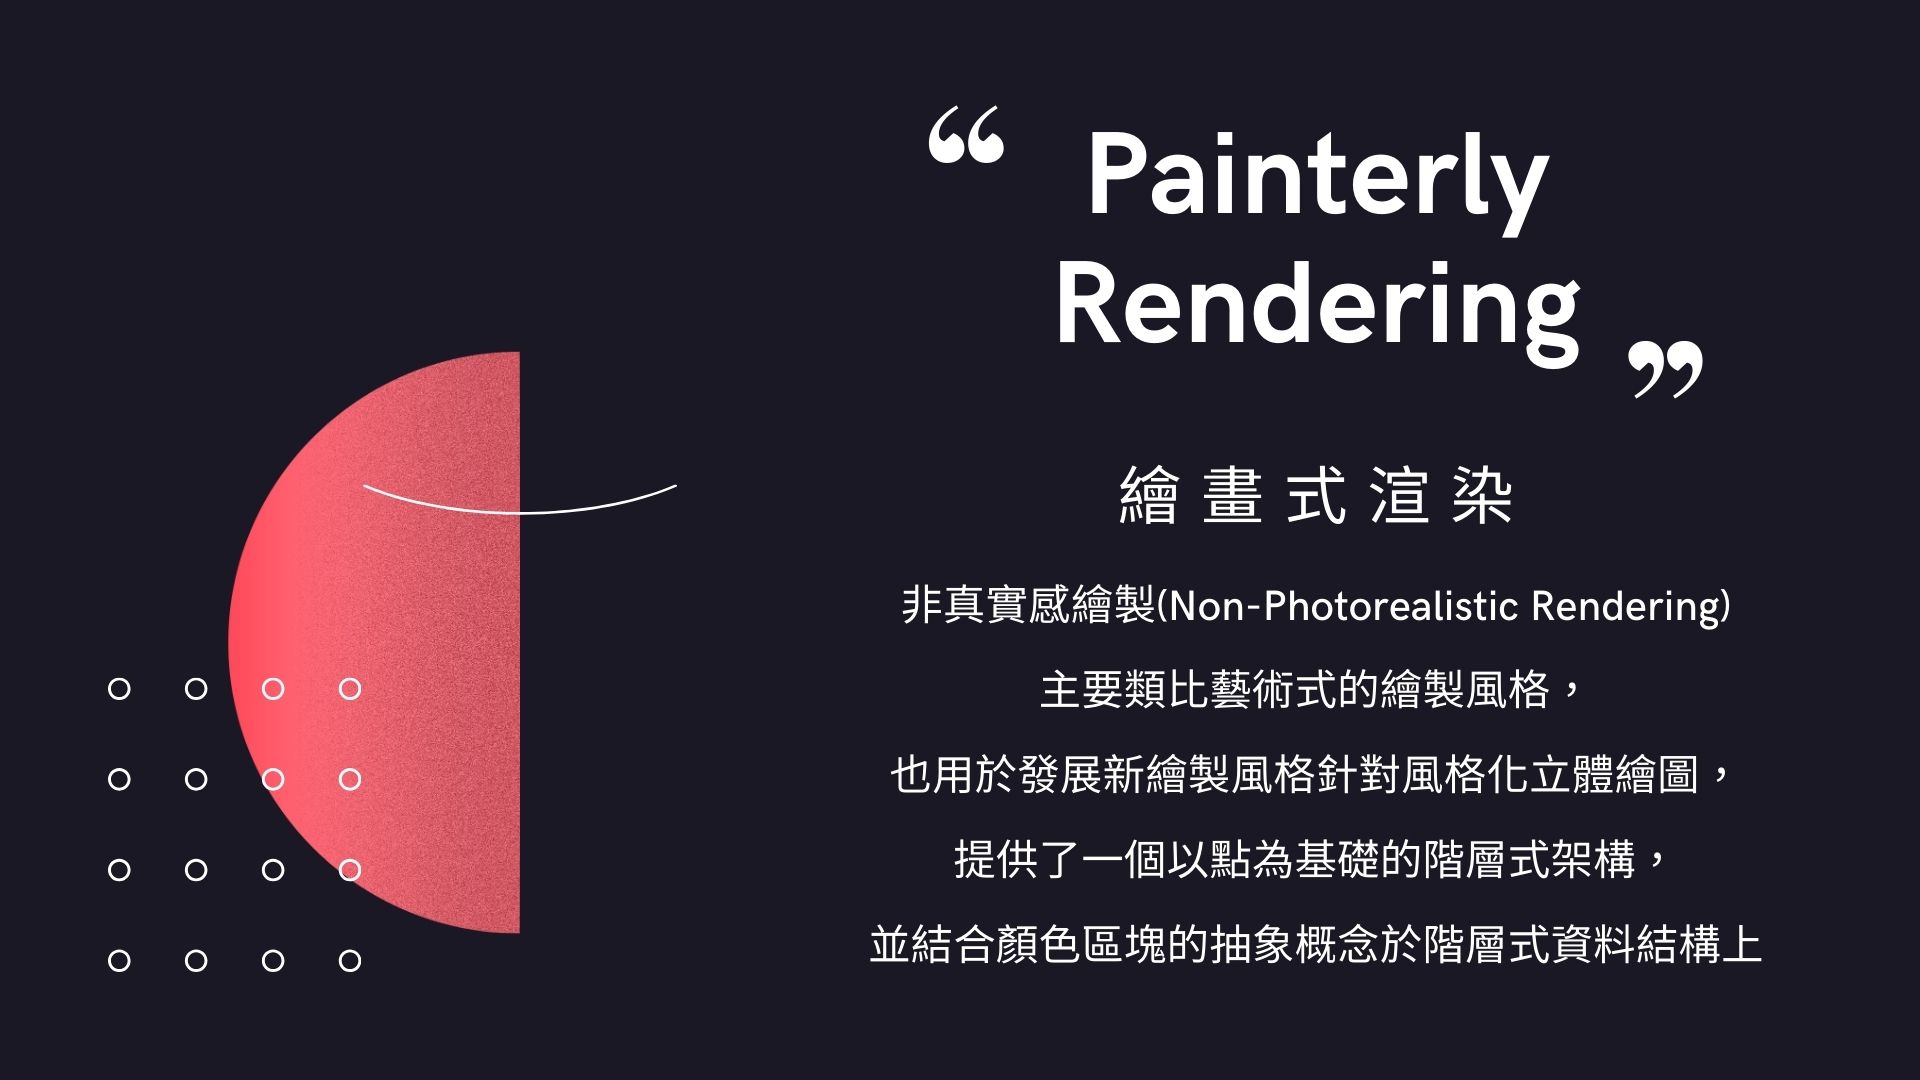 “ Painterly
Rendering ”
繪畫式渲染
非真實感繪製(Non-Photorealistic Rendering)
主要類比藝術式的繪製風格，
也用於發展新繪製風格針對風格化立體繪圖，
提供了一個以點為基礎的階層式架構，
並結合顏色區塊的抽象概念於階層式資料結構上